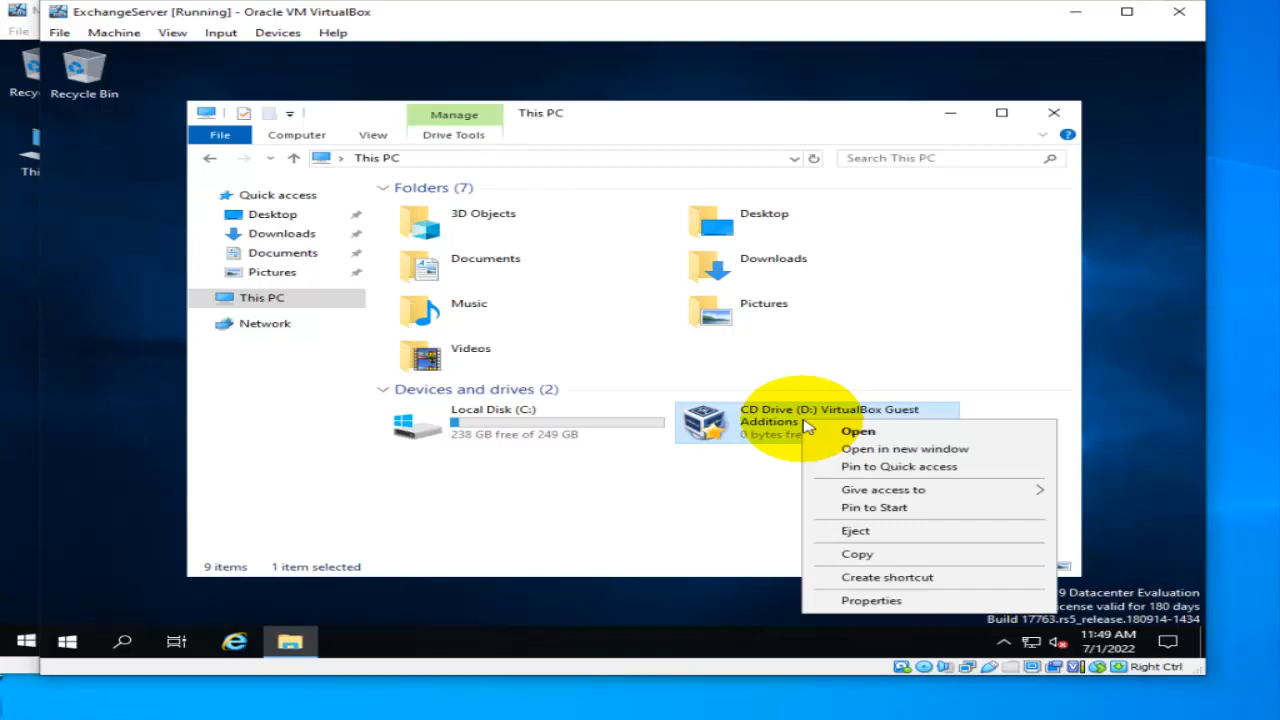 ExchangeServer [Running] - Oracle VM VirtualBox
File
File Machine View Input Devices Help
Recy
Recycle Bin
Thi
Manage
This PC
File Computer View Drive Tools
This PC
Search This PC
Quick access
Desktop
Downloads
Documents
Pictures
This PC
Network
Folders (7)
3D Objects
Desktop
Documents
Downloads
Music
Pictures
Videos
Devices and drives (2)
Local Disk (C:)
238 GB free of 249 GB
CD Drive (D:) VirtualBox Guest
Additions
0 bytes fre
Open
Open in new window
Pin to Quick access
Give access to
Pin to Start
Eject
Copy
Create shortcut
Properties
9 items 1 item selected
9 Datacenter Evaluation
cense valid for 180 days
Build 17763.rs5_release.180914-1434
11:49 AM
7/1/2022
Right Ctrl